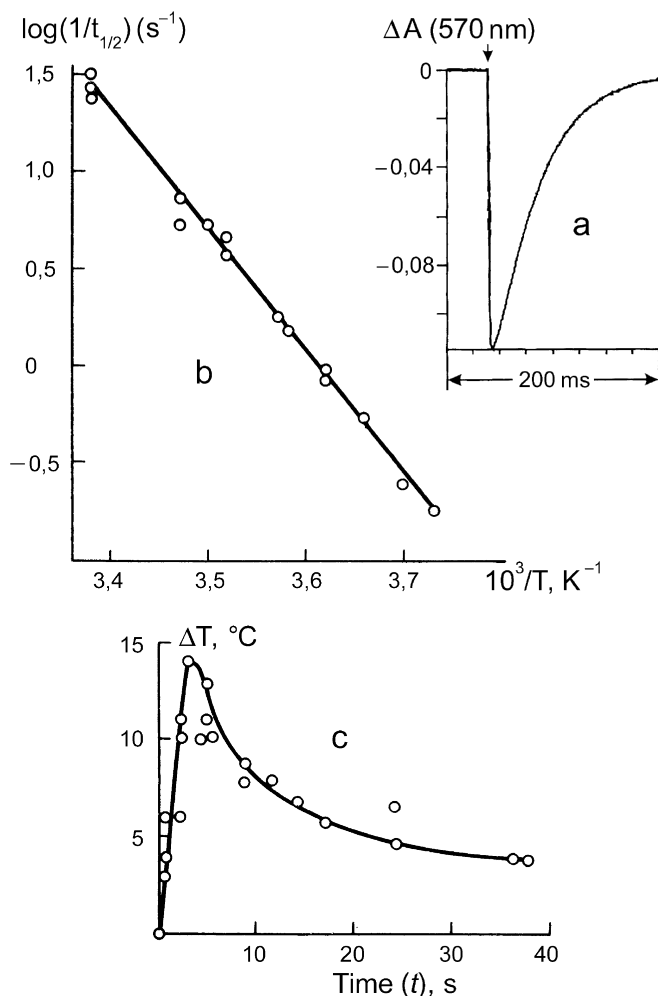 log(1/t1/2) (s−1)
1,5
1,0
0,5
0
−0,5
b
3,4 3,5 3,6 3,7 10³/T, K−1
ΔA (570 nm)
0
−0,04
−0,08
a
200 ms
ΔT, °C
15
10
5
c
10 20 30 40
Time (t), s